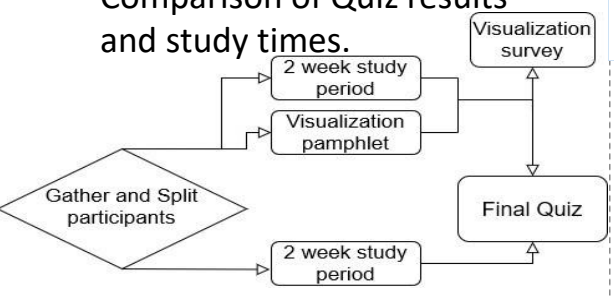 Comparison of Quiz results
and study times.
Visualization
survey
2 week study
period
Visualization
pamphlet
Gather and Split
participants
Final Quiz
2 week study
period